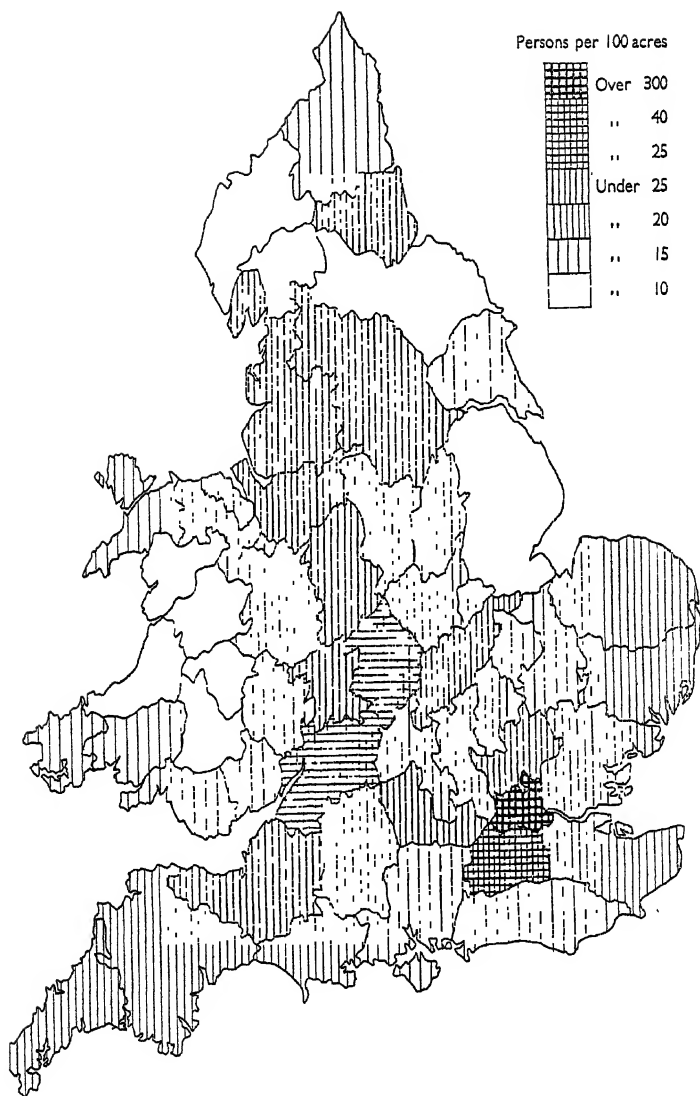 Persons per 100 acres
Over 300
,, 40
,, 25
Under 25
,, 20
,, 15
,, 10